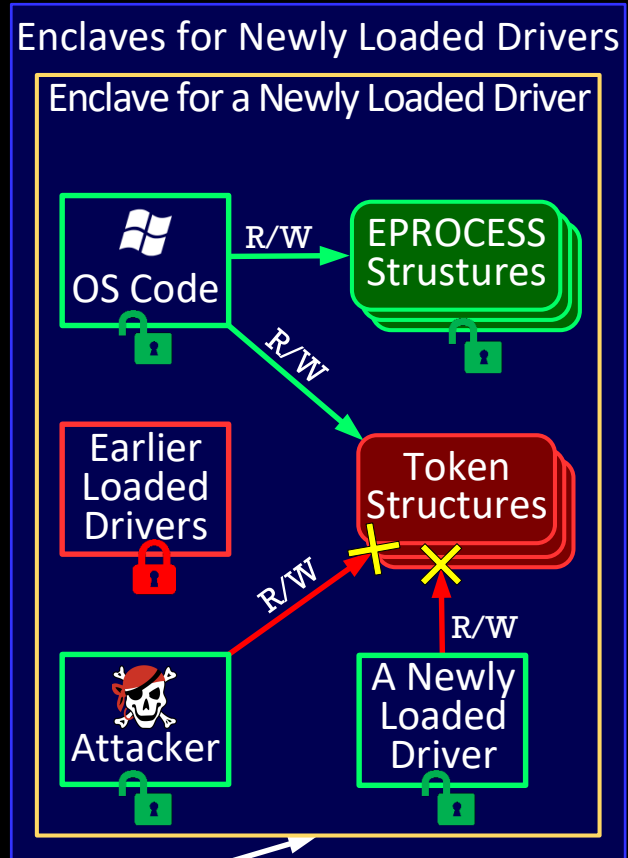 Enclaves for Newly Loaded Drivers
Enclave for a Newly Loaded Driver
OS Code
R/W
EPROCESS
Strustures
R/W
Earlier
Loaded
Drivers
Token
Structures
R/W
R/W
Attacker
A Newly
Loaded
Driver